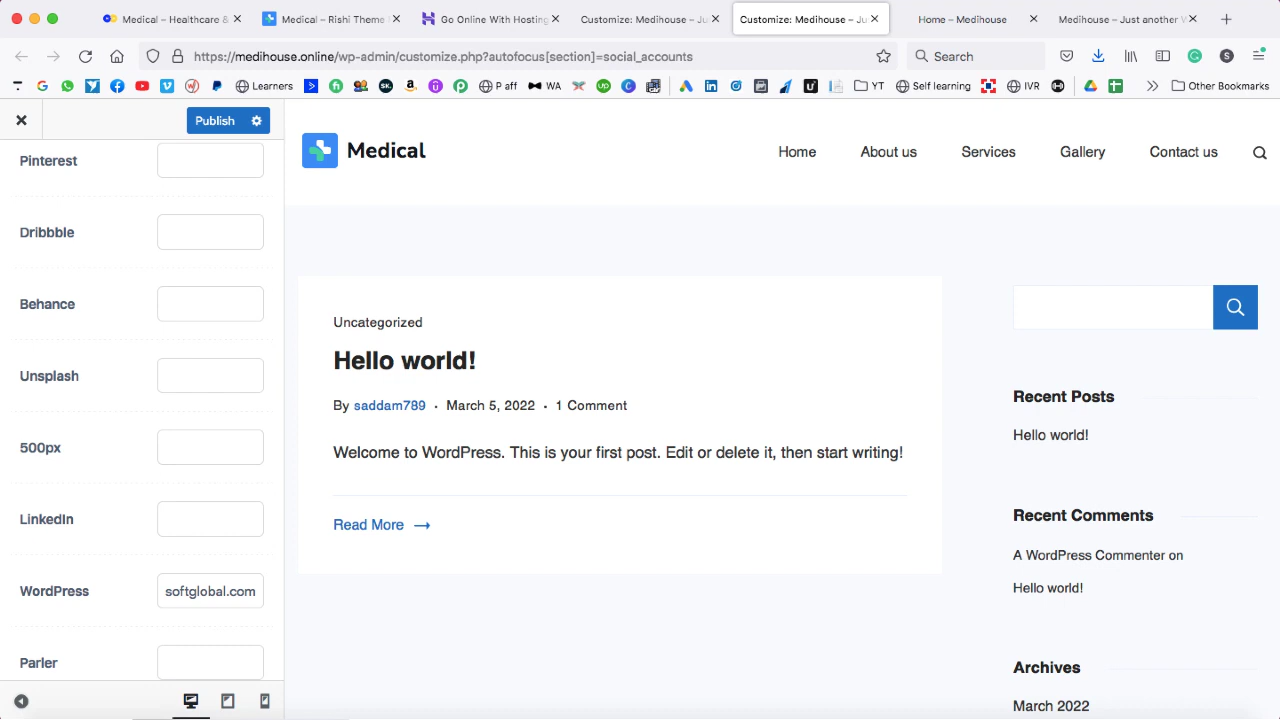 Medical – Healthcare &
Medical – Rishi Theme
Go Online With Hosting
Customize: Medihouse – Ju
Customize: Medihouse – Ju
Home – Medihouse
Medihouse – Just another
https://medihouse.online/wp-admin/customize.php?autofocus[section]=social_accounts
Search
Learners
P aff
WA
YT
Self learning
IVR
Other Bookmarks
Publish
Pinterest
Dribbble
Behance
Unsplash
500px
LinkedIn
WordPress
softglobal.com
Parler
Medical
Home
About us
Services
Gallery
Contact us
Uncategorized
Hello world!
By saddam789 · March 5, 2022 · 1 Comment
Welcome to WordPress. This is your first post. Edit or delete it, then start writing!
Read More →
Recent Posts
Hello world!
Recent Comments
A WordPress Commenter on
Hello world!
Archives
March 2022